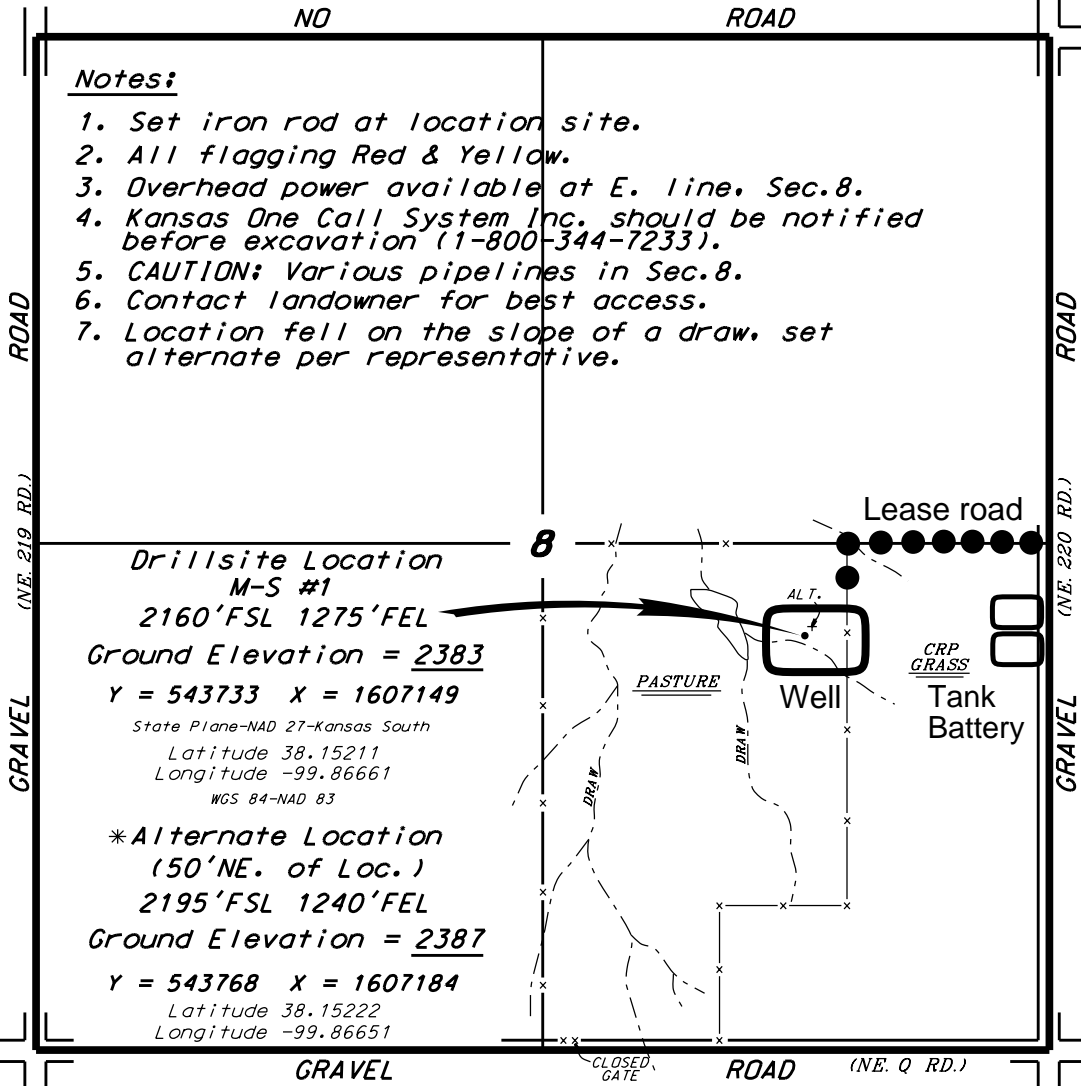 NO ROAD
Notes:
1. Set iron rod at location site.
2. All flagging Red & Yellow.
3. Overhead power available at E. line, Sec.8.
4. Kansas One Call System Inc. should be notified
before excavation (1-800-344-7233).
5. CAUTION: Various pipelines in Sec.8.
6. Contact landowner for best access.
7. Location fell on the slope of a draw, set
alternate per representative.
GRAVEL (NE. 219 RD.) ROAD
8
Drillsite Location
M-S #1
2160'FSL 1275'FEL
Ground Elevation = 2383
Y = 543733 X = 1607149
State Plane-NAD 27-Kansas South
Latitude 38.15211
Longitude -99.86661
WGS 84-NAD 83
*Alternate Location
(50'NE. of Loc.)
2195'FSL 1240'FEL
Ground Elevation = 2387
Y = 543768 X = 1607184
Latitude 38.15222
Longitude -99.86651
Lease road
ALT.
PASTURE
Well
CRP
GRASS
Tank
Battery
DRAW
DRAW
GRAVEL (NE. 220 RD.) ROAD
CLOSED
GATE
GRAVEL ROAD (NE. Q RD.)